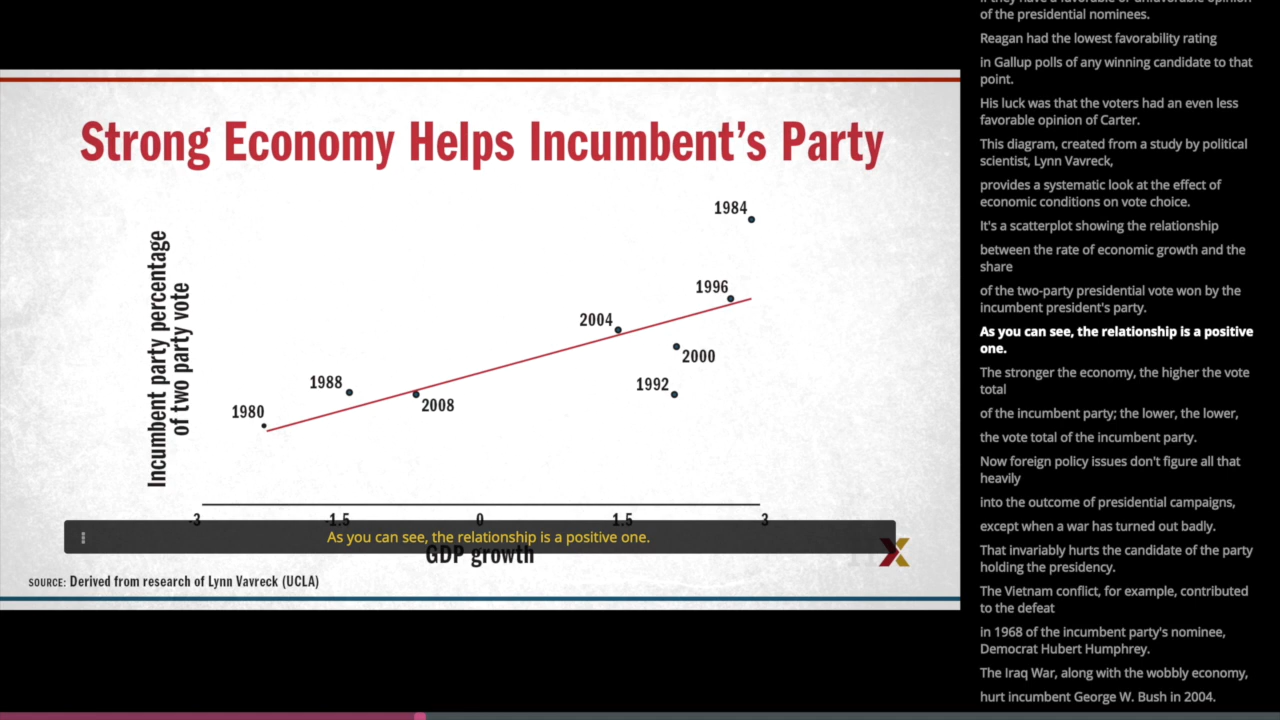 Strong Economy Helps Incumbent's Party
Incumbent party percentage
of two party vote
1984
1996
2004
2000
1988
1992
2008
1980
-3
-1.5
0
1.5
3
As you can see, the relationship is a positive one.
GDP growth
X
SOURCE: Derived from research of Lynn Vavreck (UCLA)
of the presidential nominees.
Reagan had the lowest favorability rating
in Gallup polls of any winning candidate to that
point.
His luck was that the voters had an even less
favorable opinion of Carter.
This diagram, created from a study by political
scientist, Lynn Vavreck,
provides a systematic look at the effect of
economic conditions on vote choice.
It's a scatterplot showing the relationship
between the rate of economic growth and the
share
of the two-party presidential vote won by the
incumbent president's party.
As you can see, the relationship is a positive
one.
The stronger the economy, the higher the vote
total
of the incumbent party; the lower, the lower,
the vote total of the incumbent party.
Now foreign policy issues don't figure all that
heavily
into the outcome of presidential campaigns,
except when a war has turned out badly.
That invariably hurts the candidate of the party
holding the presidency.
The Vietnam conflict, for example, contributed
to the defeat
in 1968 of the incumbent party's nominee,
Democrat Hubert Humphrey.
The Iraq War, along with the wobbly economy,
hurt incumbent George W. Bush in 2004.